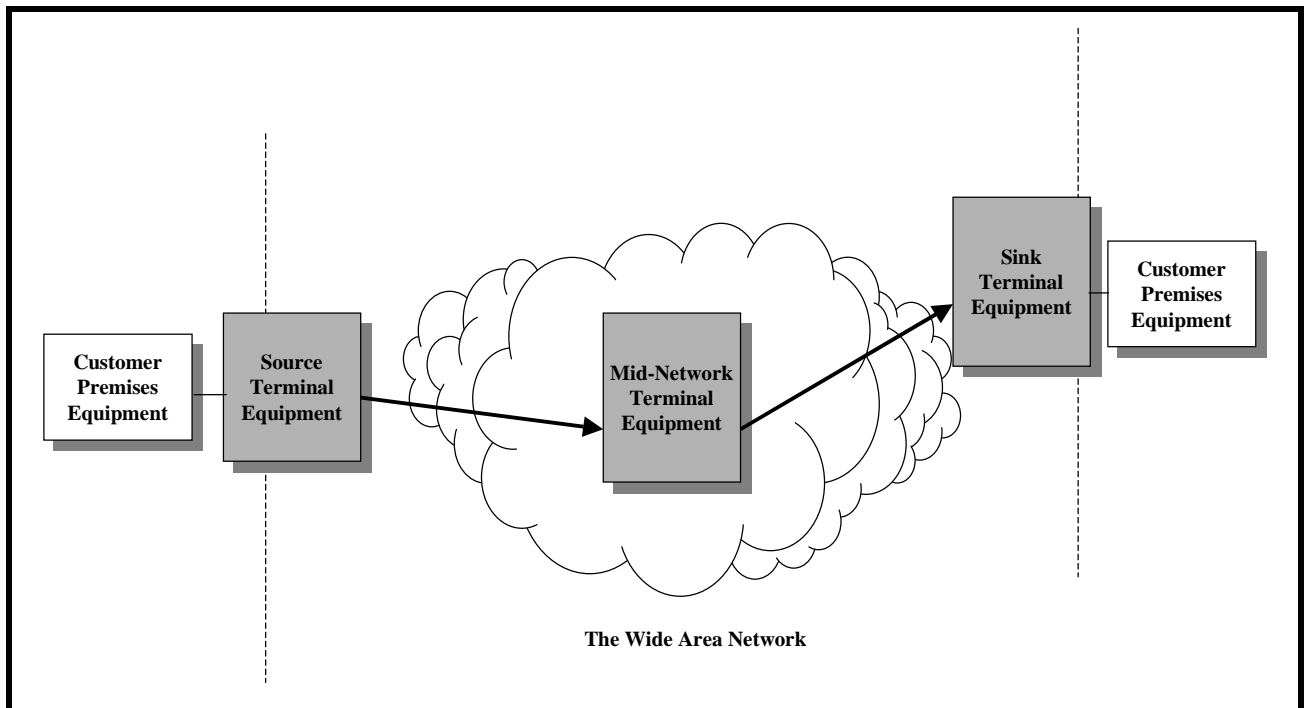 Customer
Premises
Equipment
Source
Terminal
Equipment
Mid-Network
Terminal
Equipment
Sink
Terminal
Equipment
Customer
Premises
Equipment
The Wide Area Network